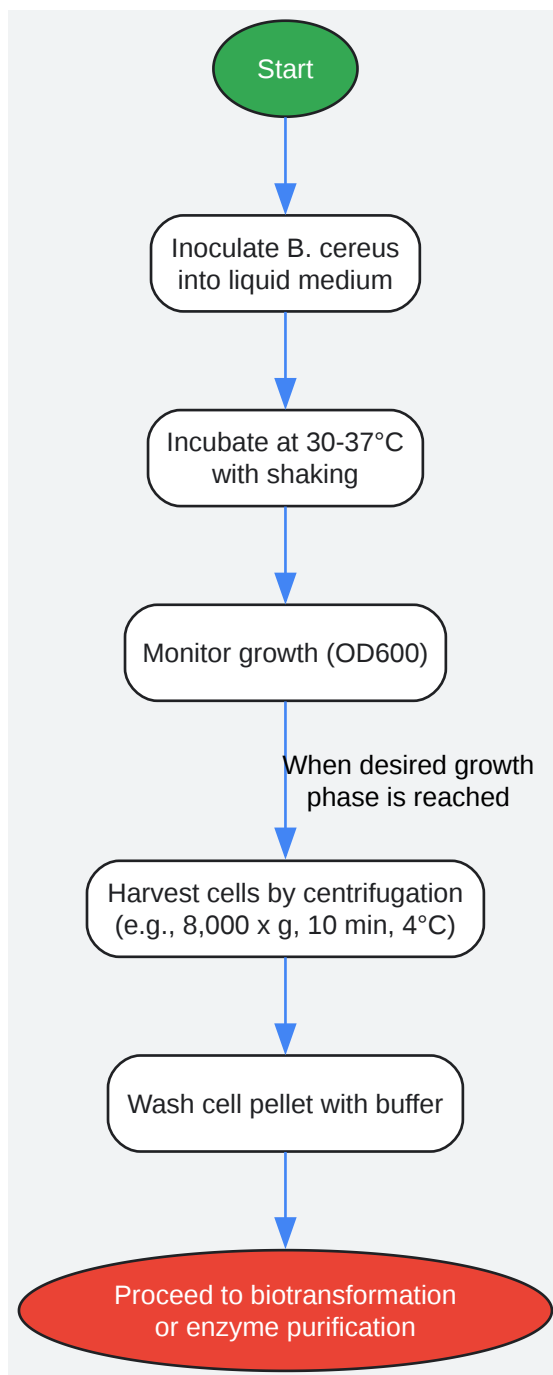 Start
Inoculate B. cereus
into liquid medium
Incubate at 30-37°C
with shaking
Monitor growth (OD600)
When desired growth
phase is reached
Harvest cells by centrifugation
(e.g., 8,000 x g, 10 min, 4°C)
Wash cell pellet with buffer
Proceed to biotransformation
or enzyme purification